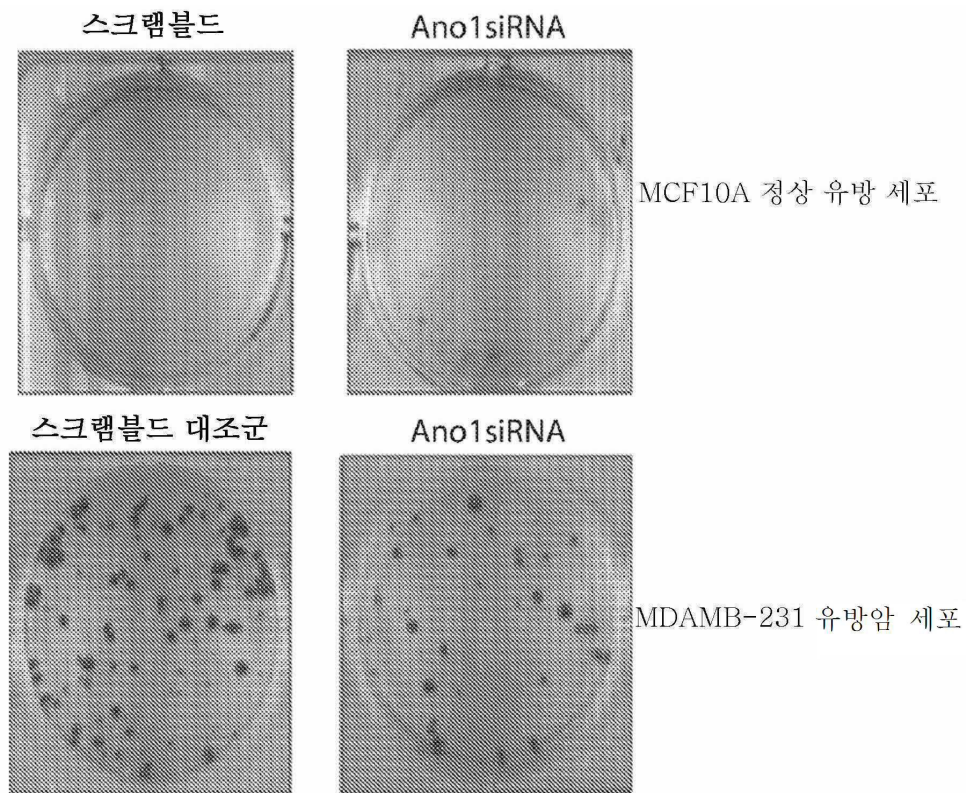 스크램블드
Ano1siRNA
MCF10A 정상 유방 세포
스크램블드 대조군
Ano1siRNA
MDAMB-231 유방암 세포